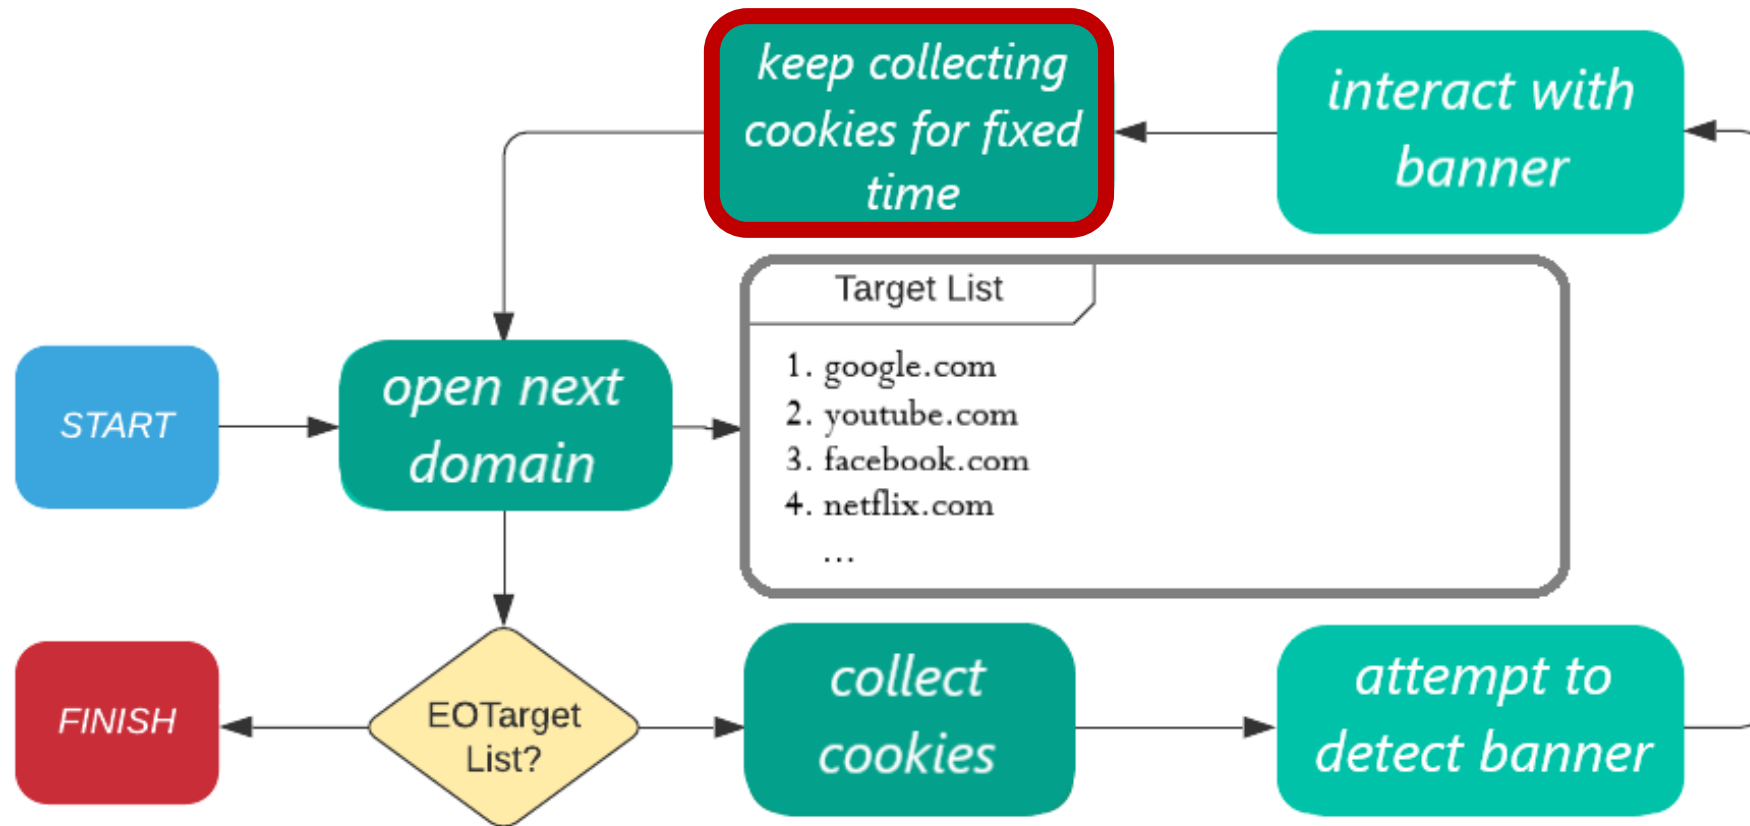 keep collecting
cookies for fixed
time
interact with
banner
Target List
1. google.com
2. youtube.com
3. facebook.com
4. netflix.com
...
START
open next
domain
FINISH
EOTarget
List?
collect
cookies
attempt to
detect banner